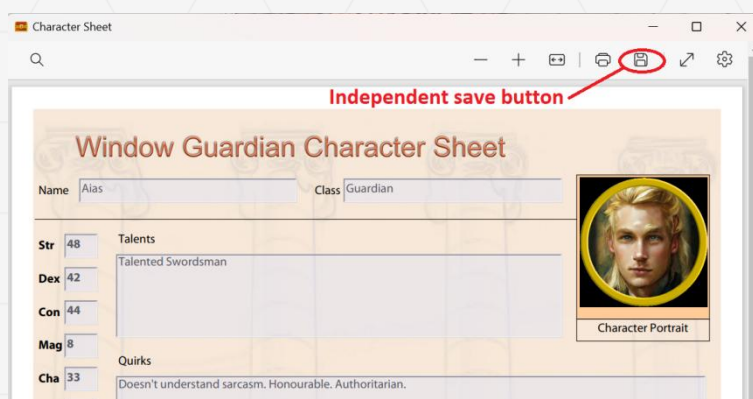 Character Sheet
Independent save button
Window Guardian Character Sheet
Name Aias Class Guardian
Str 48 Talents
Talented Swordsman
Dex 42
Con 44
Character Portrait
Mag 8
Quirks
Cha 33
Doesn't understand sarcasm. Honourable. Authoritarian.